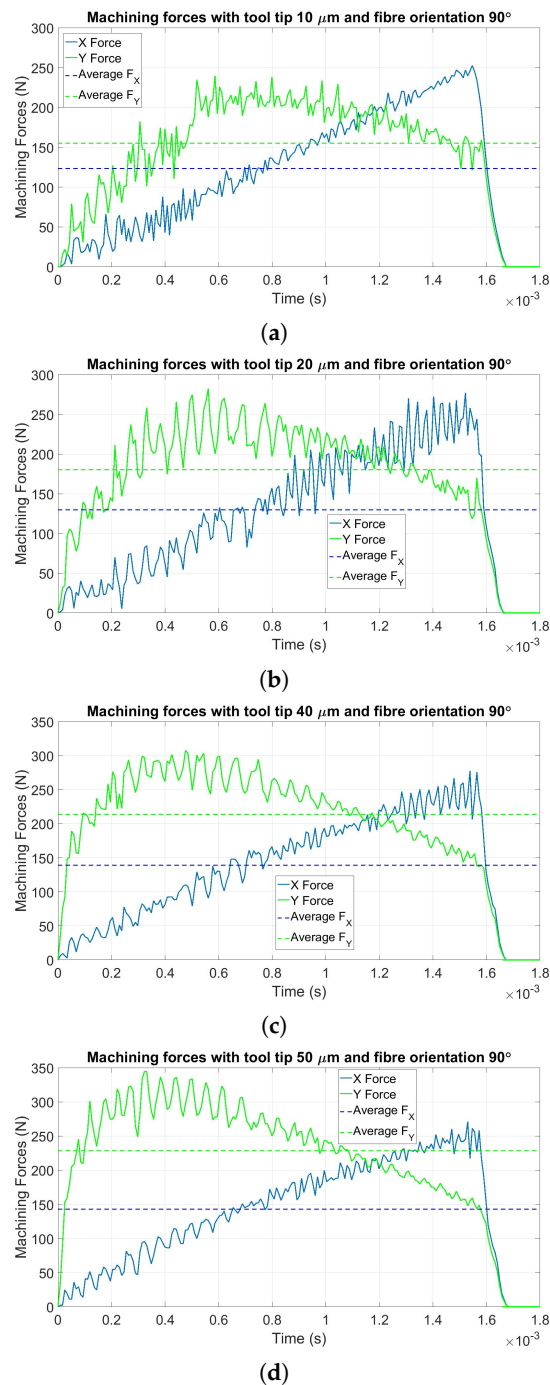 Machining forces with tool tip 10 μm and fibre orientation 90°
300
250
200
150
100
50
0
Machining Forces (N)
X Force
Y Force
Average F_X
Average F_Y
0 0.2 0.4 0.6 0.8 1 1.2 1.4 1.6 1.8
Time (s)
×10⁻³
(a)
Machining forces with tool tip 20 μm and fibre orientation 90°
300
250
200
150
100
50
0
Machining Forces (N)
X Force
Y Force
Average F_X
Average F_Y
0 0.2 0.4 0.6 0.8 1 1.2 1.4 1.6 1.8
Time (s)
×10⁻³
(b)
Machining forces with tool tip 40 μm and fibre orientation 90°
350
300
250
200
150
100
50
0
Machining Forces (N)
X Force
Y Force
Average F_X
Average F_Y
0 0.2 0.4 0.6 0.8 1 1.2 1.4 1.6 1.8
Time (s)
×10⁻³
(c)
Machining forces with tool tip 50 μm and fibre orientation 90°
350
300
250
200
150
100
50
0
Machining Forces (N)
X Force
Y Force
Average F_X
Average F_Y
0 0.2 0.4 0.6 0.8 1 1.2 1.4 1.6 1.8
Time (s)
×10⁻³
(d)